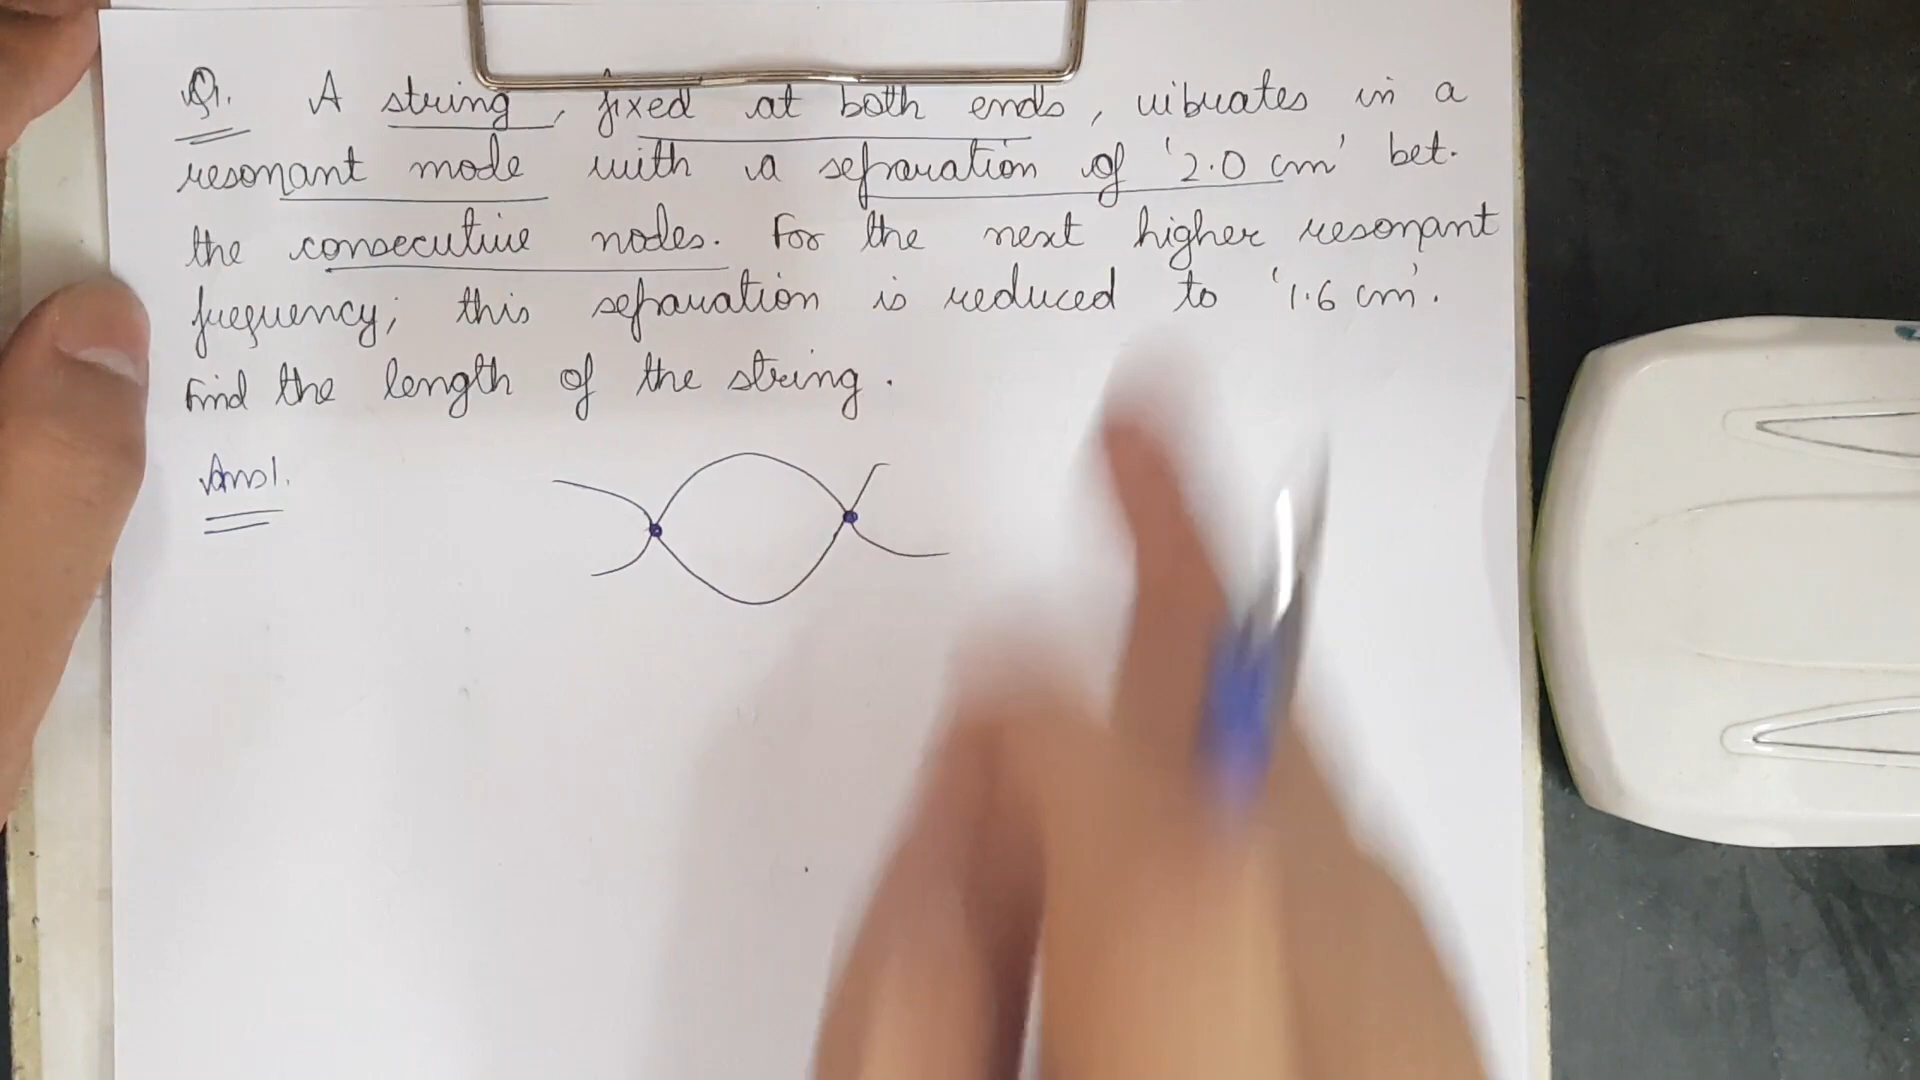 Q1. A string, fixed at both ends, vibrates in a
resonant mode with a separation of '2.0 cm' bet.
the consecutive nodes. For the next higher resonant
frequency; this separation is reduced to '1.6 cm'.
Find the length of the string.
Ans1.